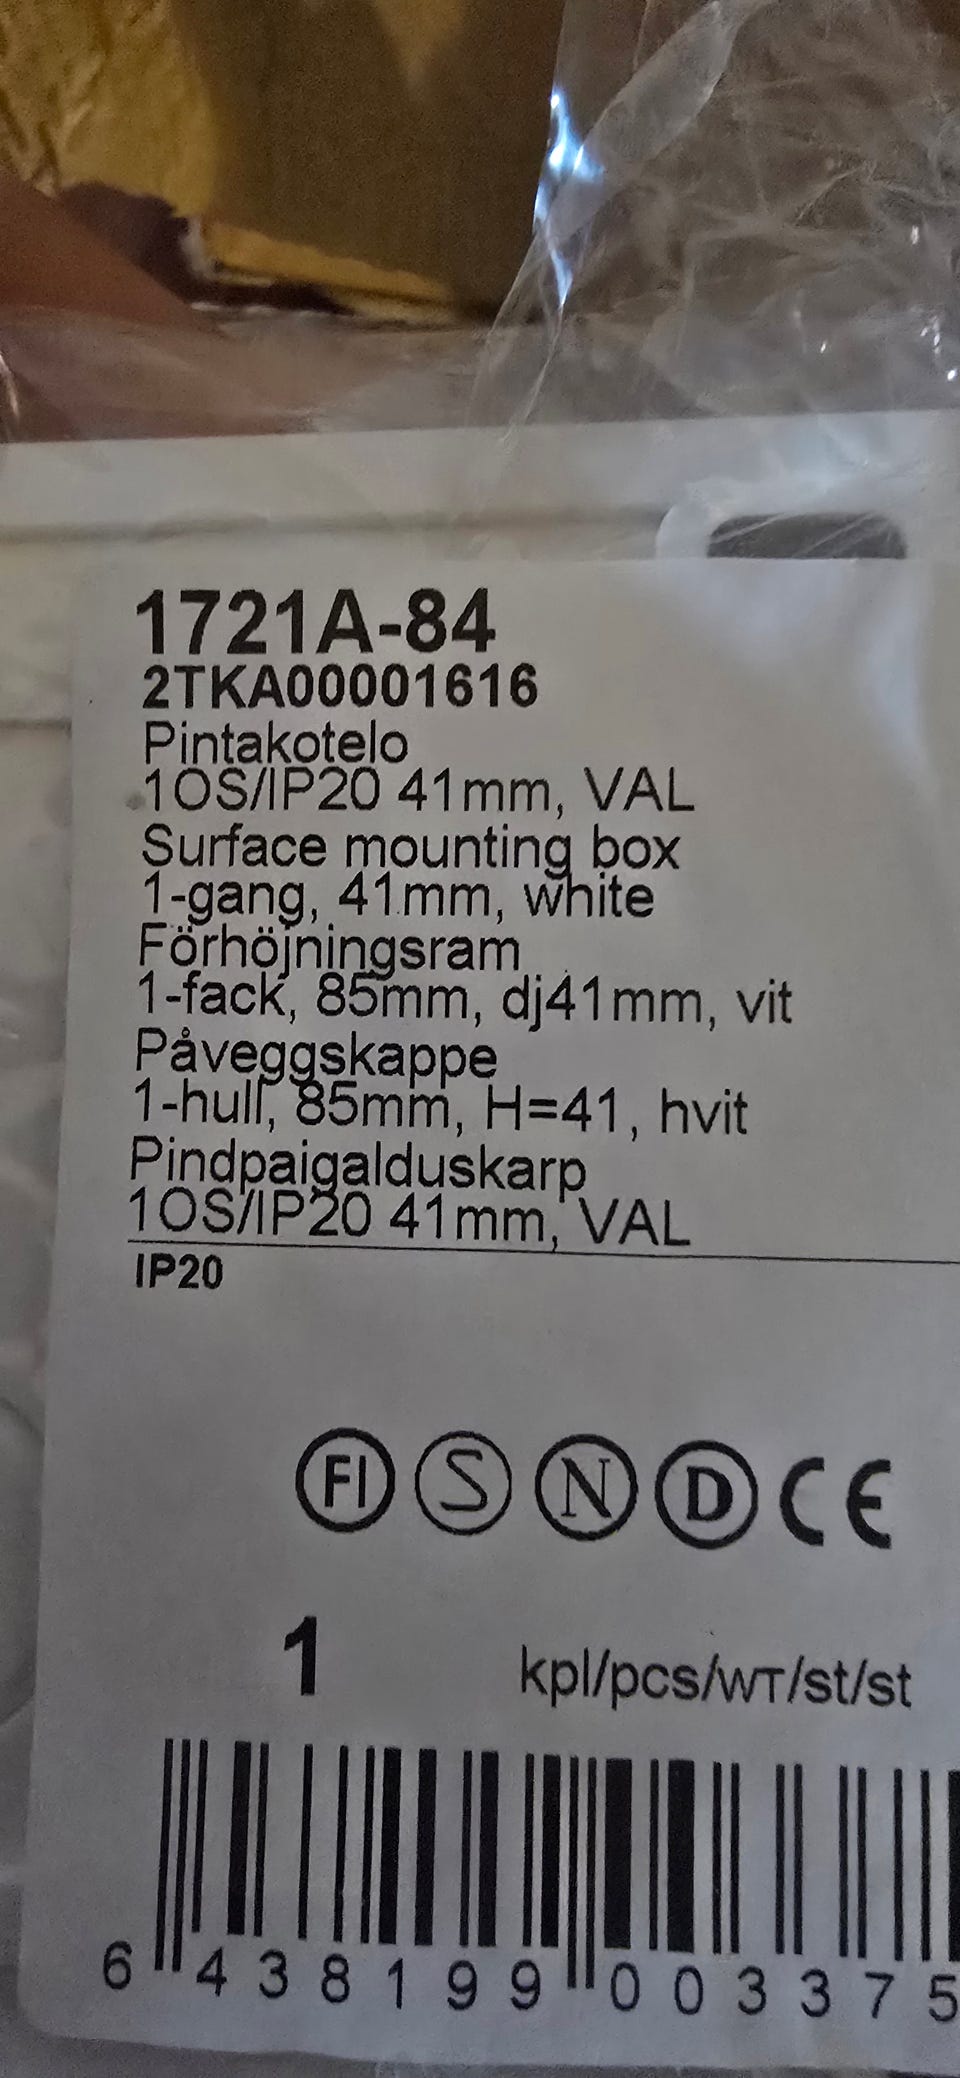 1721A-84
2TKA00001616
Pintakotelo
1OS/IP20 41mm, VAL
Surface mounting box
1-gang, 41mm, white
Förhöjningsram
1-fack, 85mm, dj41mm, vit
Påveggskappe
1-hull, 85mm, H=41, hvit
Pindpaigalduskarp
1OS/IP20 41mm, VAL
IP20
FI S N D CE
1 kpl/pcs/WT/st/st
6 438199 003375